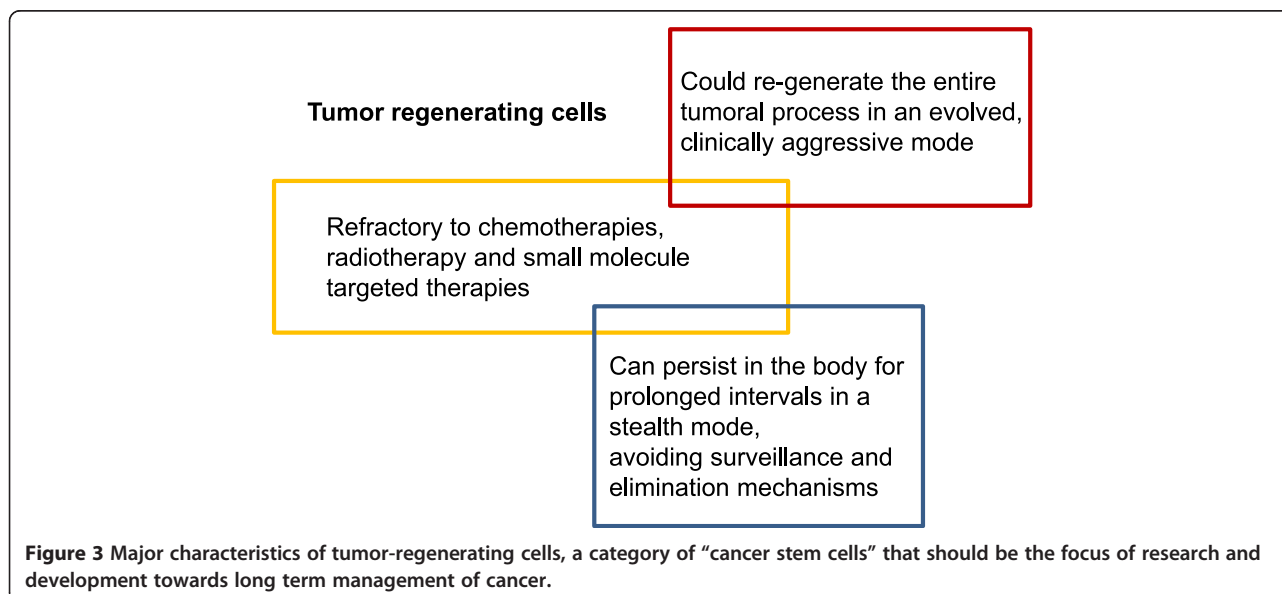 Could re-generate the entire
tumoral process in an evolved,
clinically aggressive mode
Tumor regenerating cells
Refractory to chemotherapies,
radiotherapy and small molecule
targeted therapies
Can persist in the body for
prolonged intervals in a
stealth mode,
avoiding surveillance and
elimination mechanisms
Figure 3 Major characteristics of tumor-regenerating cells, a category of “cancer stem cells” that should be the focus of research and
development towards long term management of cancer.